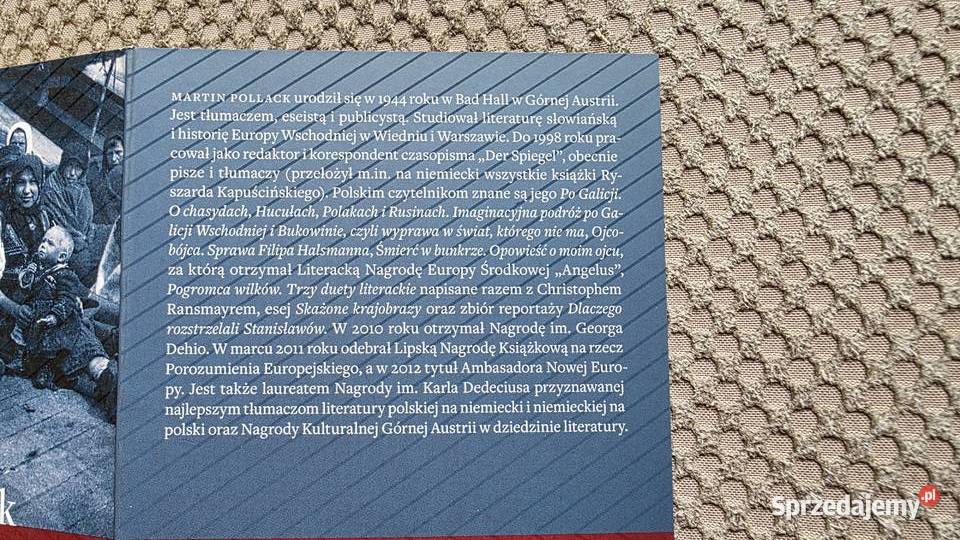 MARTIN POLLACK urodził się w 1944 roku w Bad Hall w Górnej Austrii.
Jest tłumaczem, eseistą i publicystą. Studiował literaturę słowiańską
i historię Europy Wschodniej w Wiedniu i Warszawie. Do 1998 roku pra-
cował jako redaktor i korespondent czasopisma „Der Spiegel”, obecnie
pisze i tłumaczy (przełożył m.in. na niemiecki wszystkie książki Ry-
szarda Kapuścińskiego). Polskim czytelnikom znane są jego Po Galicji.
O chasydach, Hucułach, Polakach i Rusinach. Imaginacyjna podróż po Ga-
licji Wschodniej i Bukowinie, czyli wyprawa w świat, którego nie ma, Ojco-
bójca. Sprawa Filipa Halsmanna, Śmierć w bunkrze. Opowieść o moim ojcu,
za którą otrzymał Literacką Nagrodę Europy Środkowej „Angelus”,
Pogromca wilków. Trzy duety literackie napisane razem z Christophem
Ransmayrem, esej Skażone krajobrazy oraz zbiór reportaży Dlaczego
rozstrzelali Stanisławów. W 2010 roku otrzymał Nagrodę im. Georga
Dehio. W marcu 2011 roku odebrał Lipską Nagrodę Książkową na rzecz
Porozumienia Europejskiego, a w 2012 tytuł Ambasadora Nowej Euro-
py. Jest także laureatem Nagrody im. Karla Dedeciusa przyznawanej
najlepszym tłumaczom literatury polskiej na niemiecki i niemieckiej na
polski oraz Nagrody Kulturalnej Górnej Austrii w dziedzinie literatury.
k
Sprzedajemy.pl